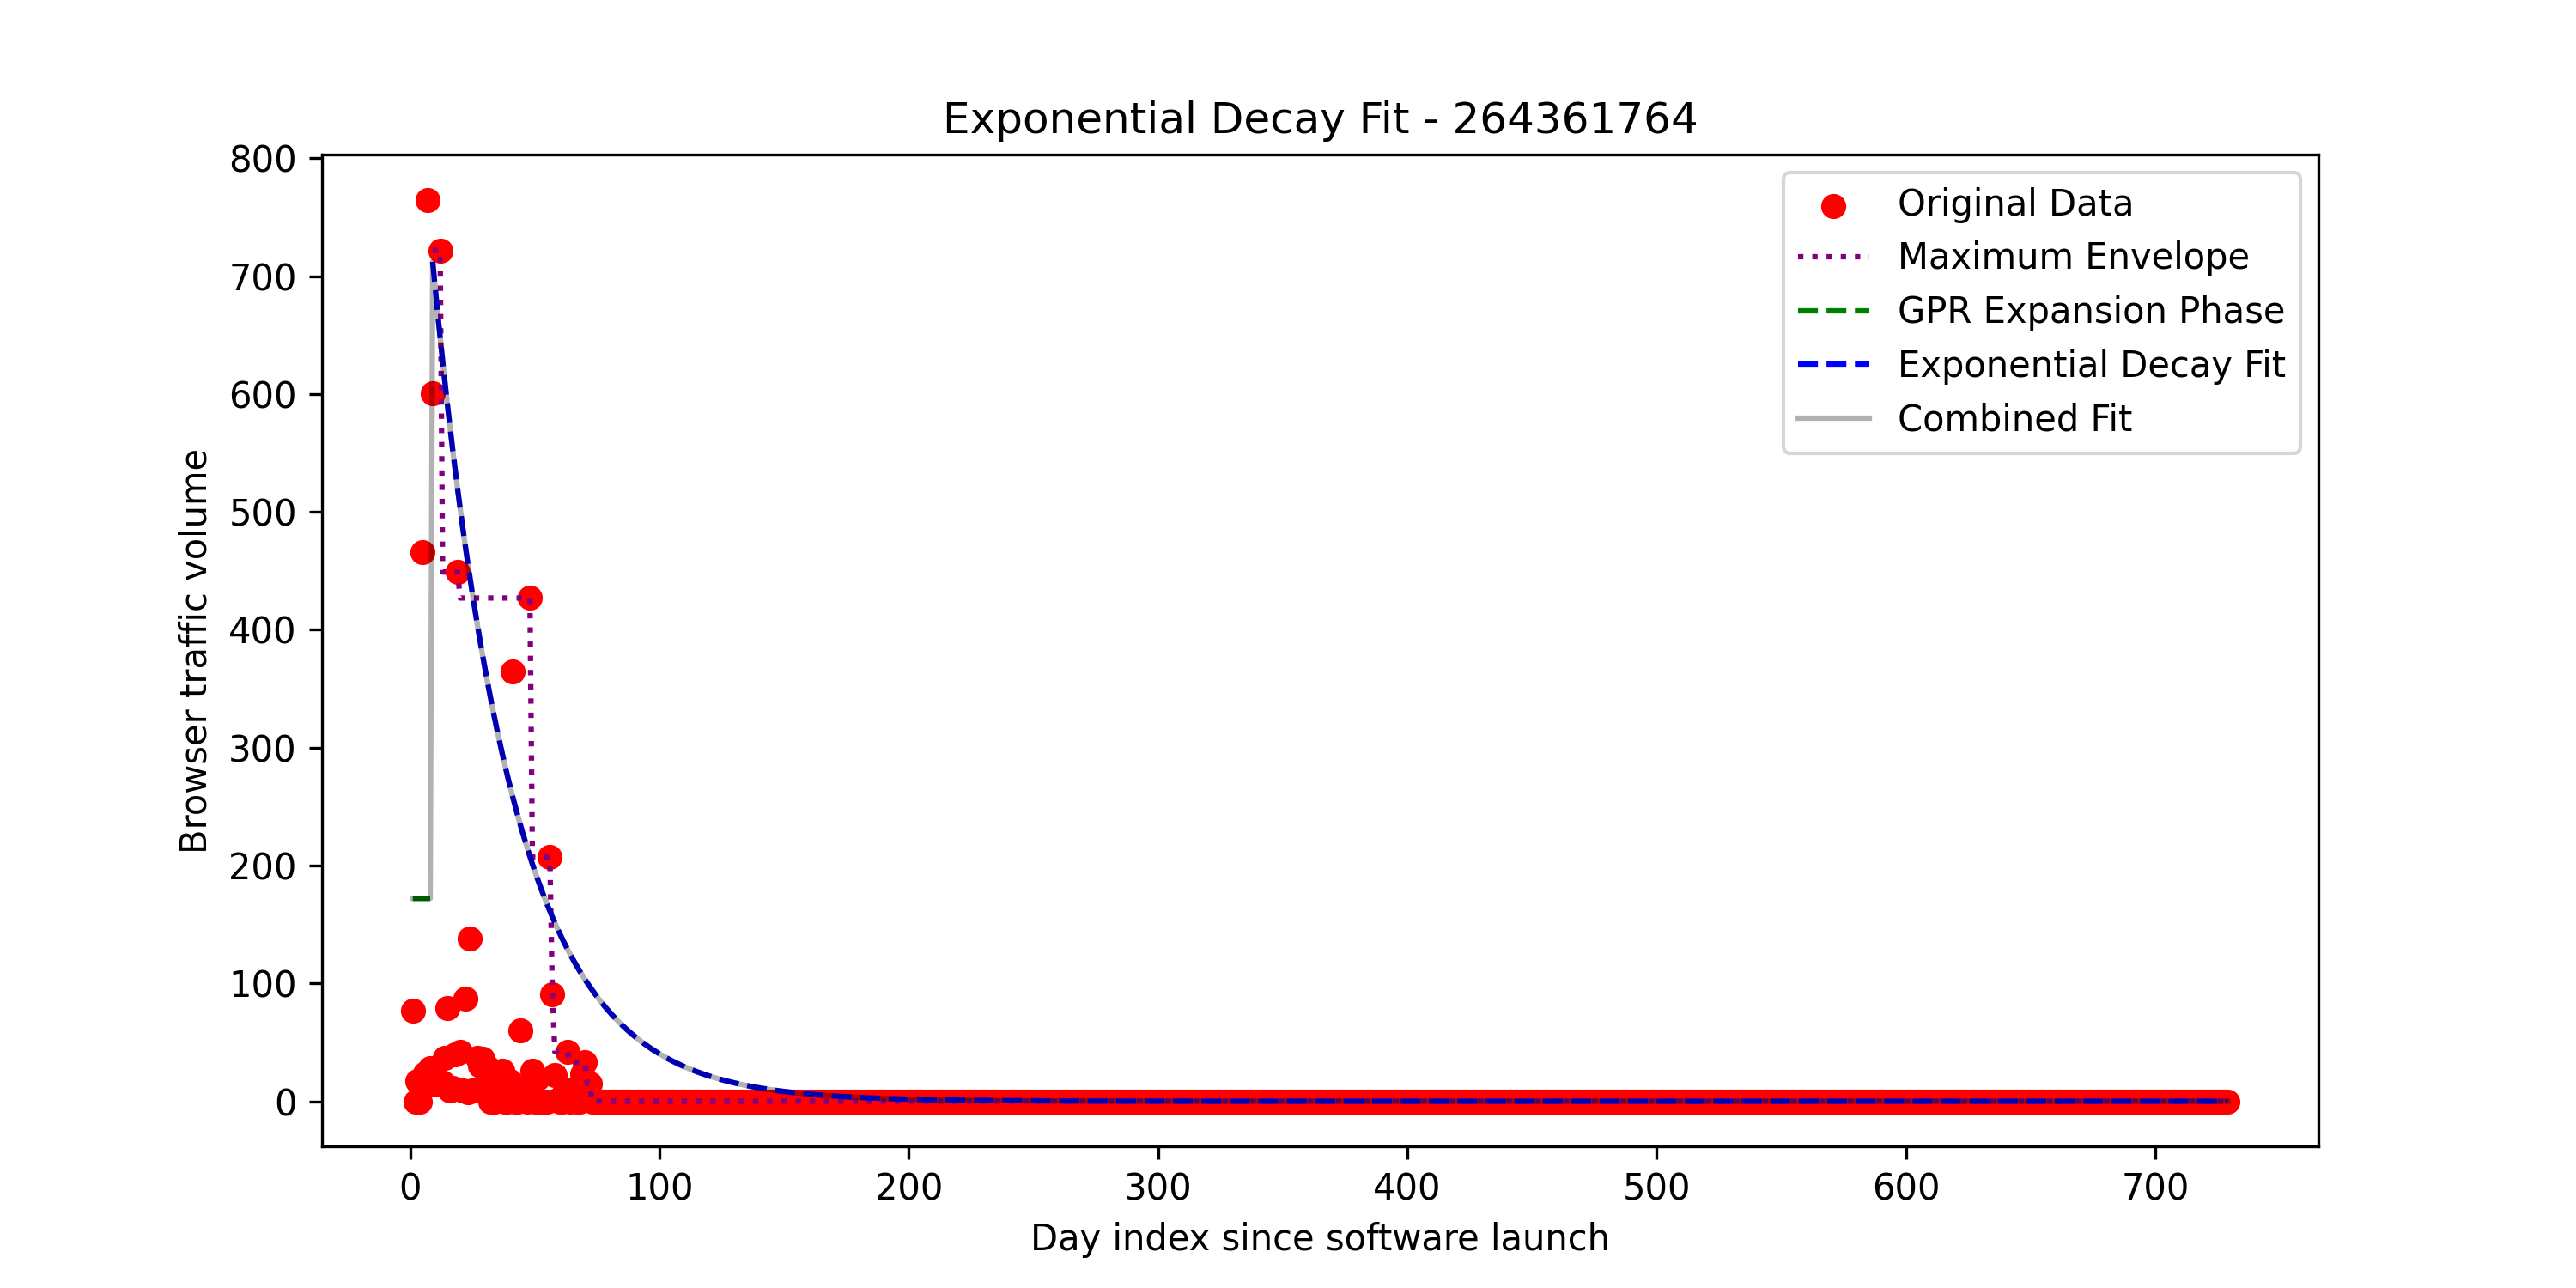 Exponential Decay Fit - 264361764
800
700
600
500
400
300
200
100
0
Browser traffic volume
Original Data
Maximum Envelope
GPR Expansion Phase
Exponential Decay Fit
Combined Fit
0 100 200 300 400 500 600 700
Day index since software launch